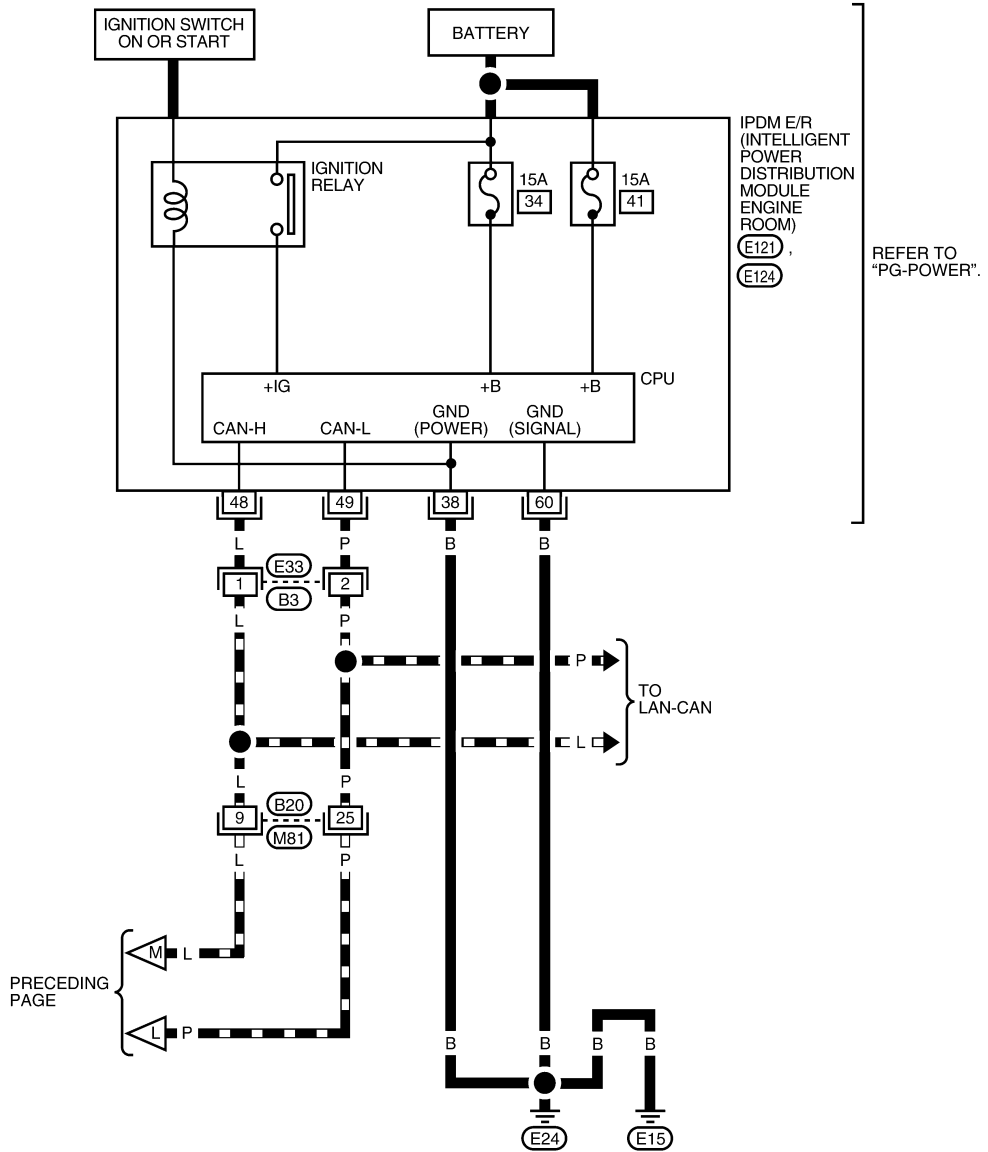 IGNITION SWITCH
ON OR START
BATTERY
IPDM E/R
(INTELLIGENT
POWER
DISTRIBUTION
MODULE
ENGINE
ROOM)
E121 ,
E124
REFER TO
“PG-POWER”.
IGNITION
RELAY
15A
34
15A
41
CPU
+IG
+B
+B
CAN-H
CAN-L
GND
(POWER)
GND
(SIGNAL)
48
49
38
60
L
P
B
B
1
E33
B3
2
L
P
P
TO
LAN-CAN
L
L
P
9
B20
M81
25
L
P
M
L
PRECEDING
PAGE
L
P
B
B
B
B
E24
E15